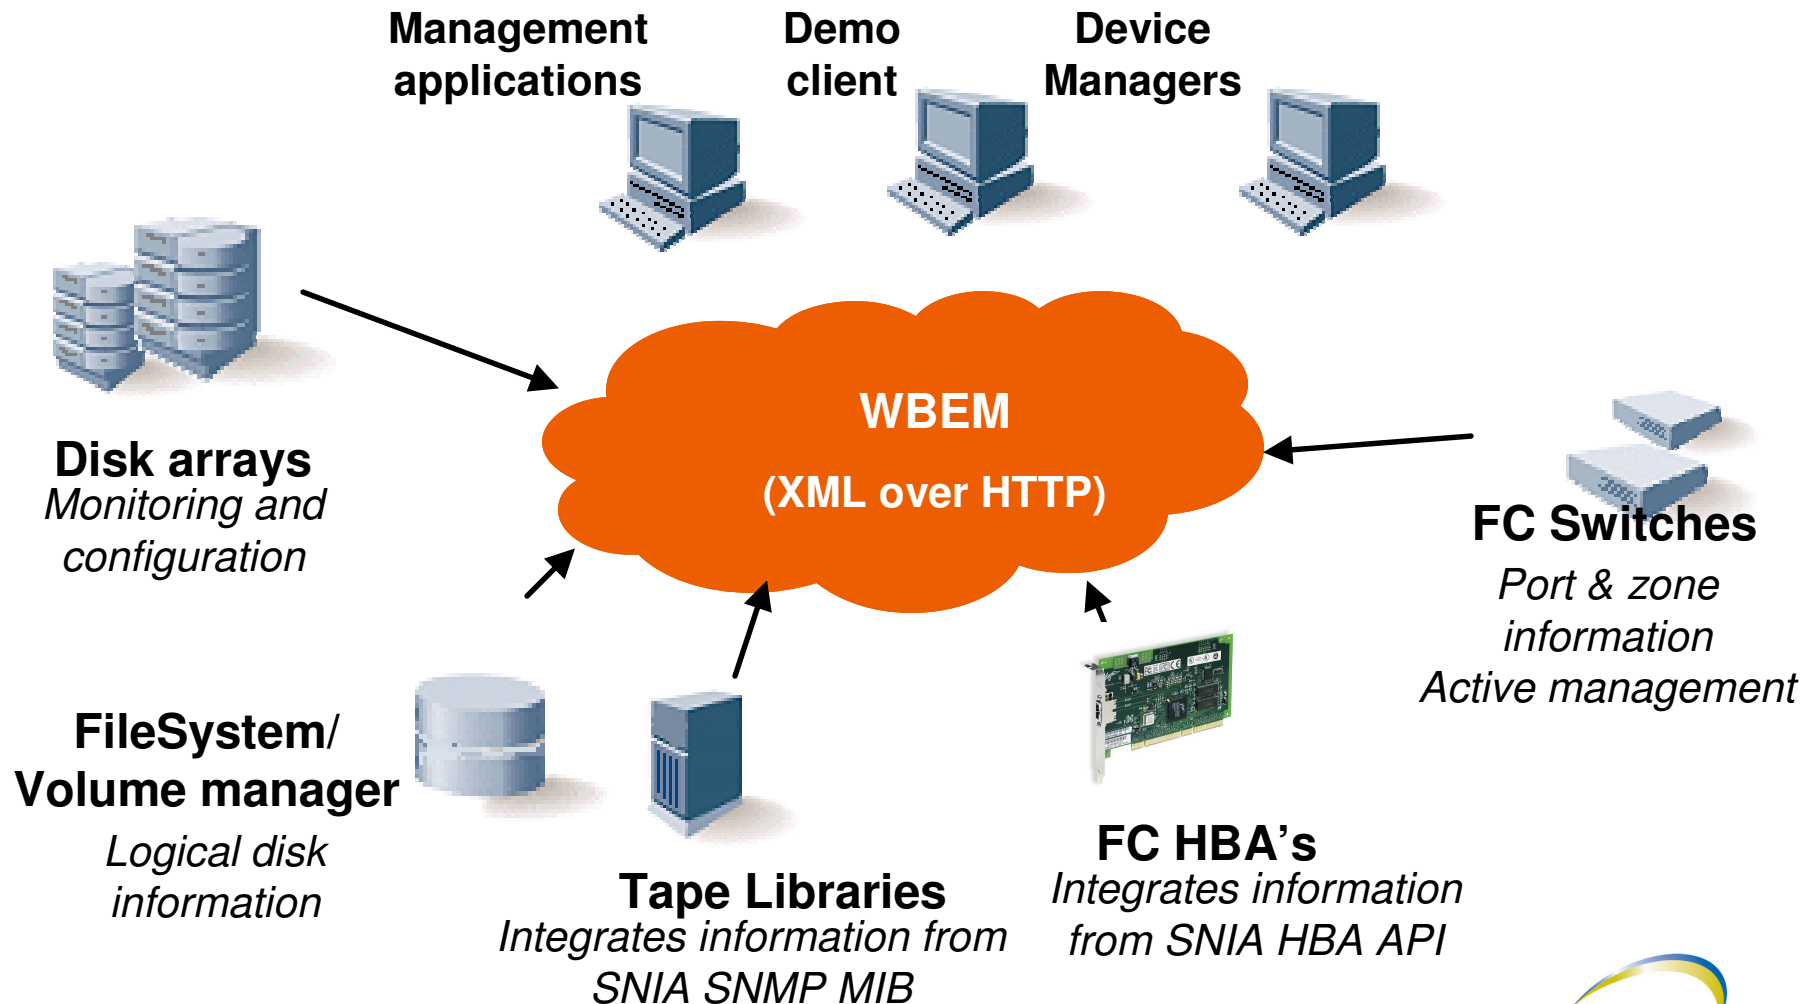 Management
applications
Demo
client
Device
Managers
WBEM
(XML over HTTP)
Disk arrays
Monitoring and
configuration
FC Switches
Port & zone
information
Active management
FileSystem/
Volume manager
Logical disk
information
Tape Libraries
Integrates information from
SNIA SNMP MIB
FC HBA’s
Integrates information
from SNIA HBA API